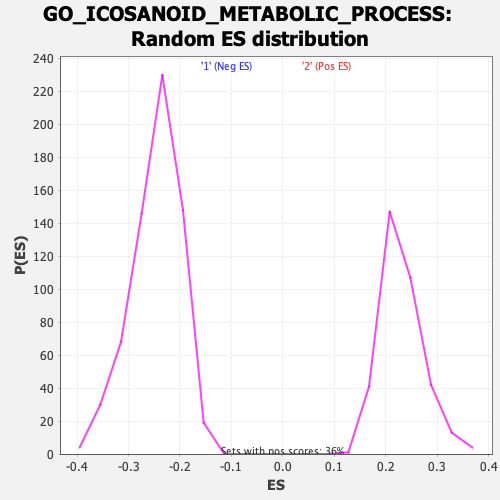 GO_ICOSANOID_METABOLIC_PROCESS:
Random ES distribution
'1' (Neg ES)
'2' (Pos ES)
240
220
200
180
160
140
120
100
80
60
40
20
0
P(ES)
Sets with pos scores: 36%
-0.4 -0.3 -0.2 -0.1 0.0 0.1 0.2 0.3 0.4
ES